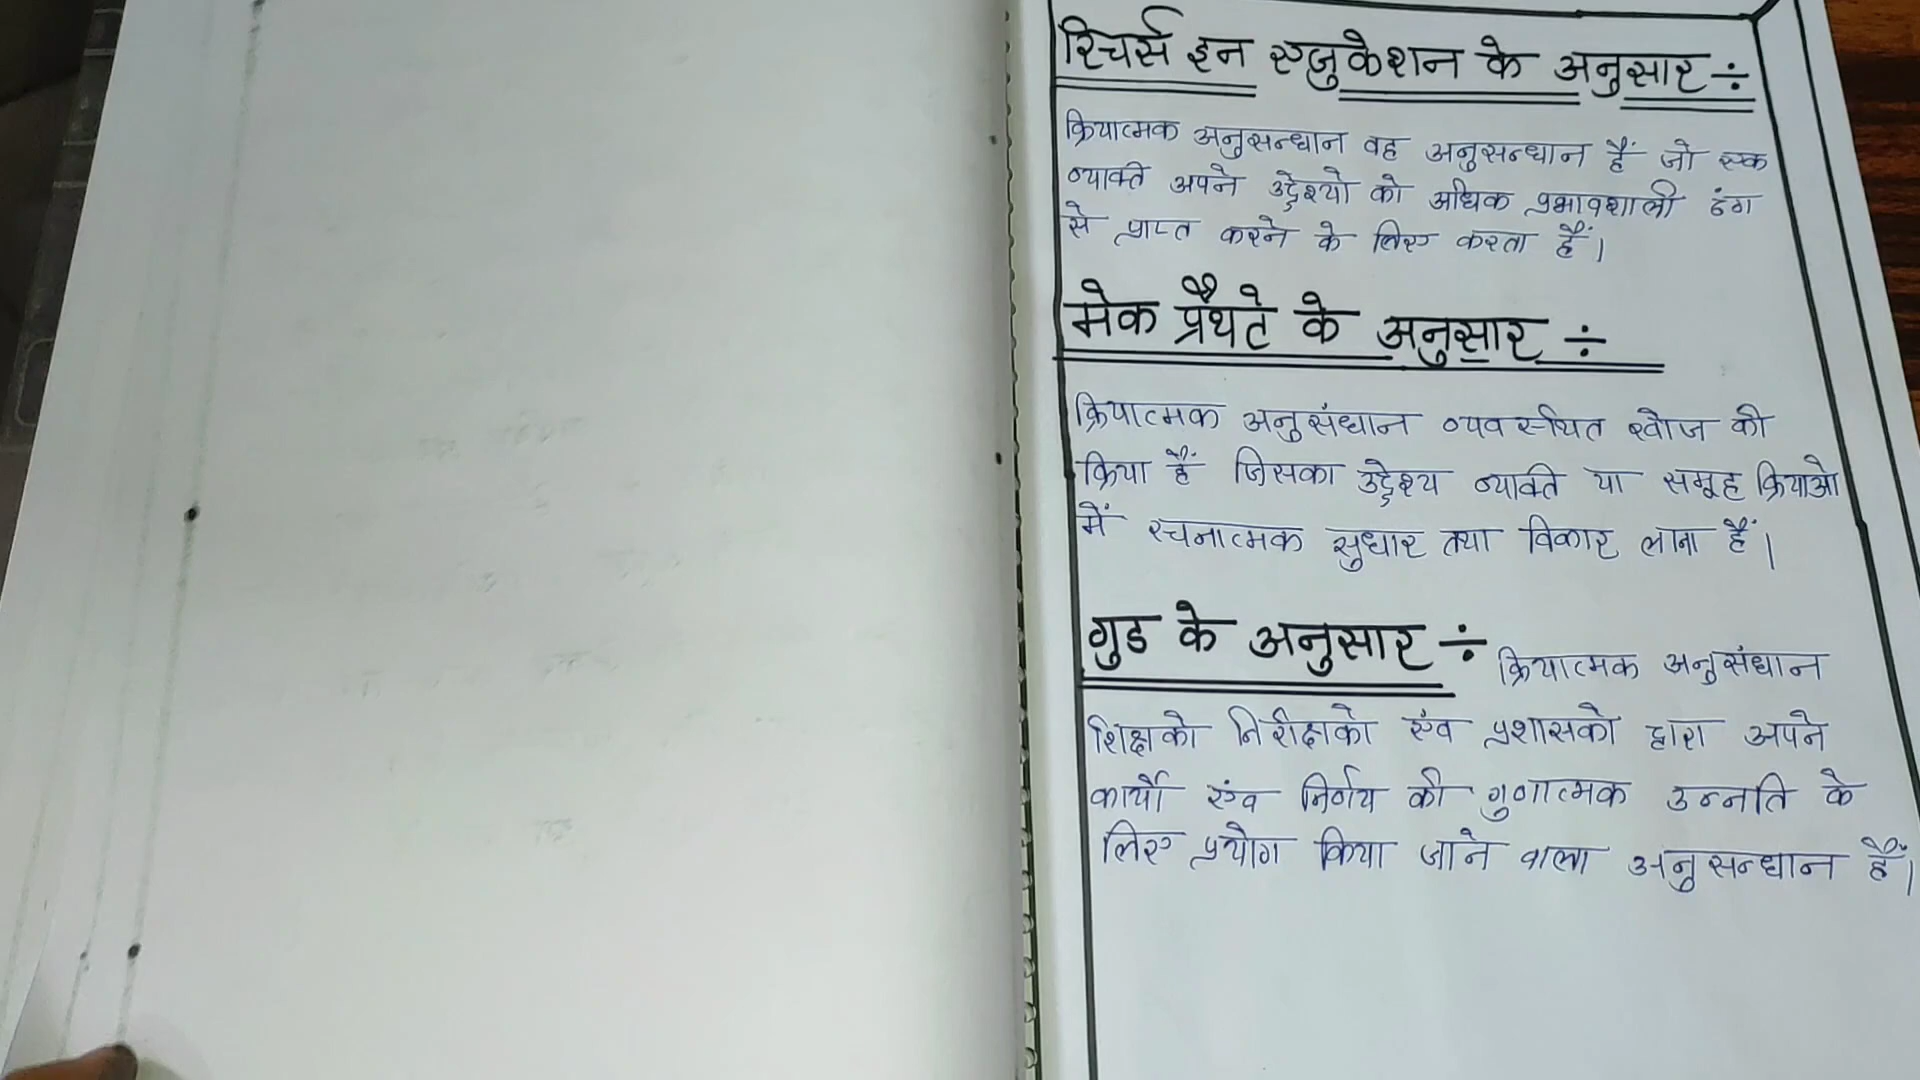 रिचर्स इन एजुकेशन के अनुसार ÷
क्रियात्मक अनुसन्धान वह अनुसन्धान हैं जो एक
व्यक्ति अपने उद्देश्यो को अधिक प्रभावशाली ढंग
से प्राप्त करने के लिए करता हैं।
मेक प्रैथटे के अनुसार ÷
क्रियात्मक अनुसंधान व्यवस्थित खोज की
क्रिया हैं जिसका उद्देश्य व्यक्ति या समूह क्रियाओ
में रचनात्मक सुधार तथा विकार लाना हैं।
गुड के अनुसार ÷ क्रियात्मक अनुसंधान
शिक्षको निरीक्षको एंव प्रशासको द्वारा अपने
कार्यो एंव निर्णय की गुणात्मक उन्नति के
लिए प्रयोग किया जाने वाला अनुसन्धान हैं।